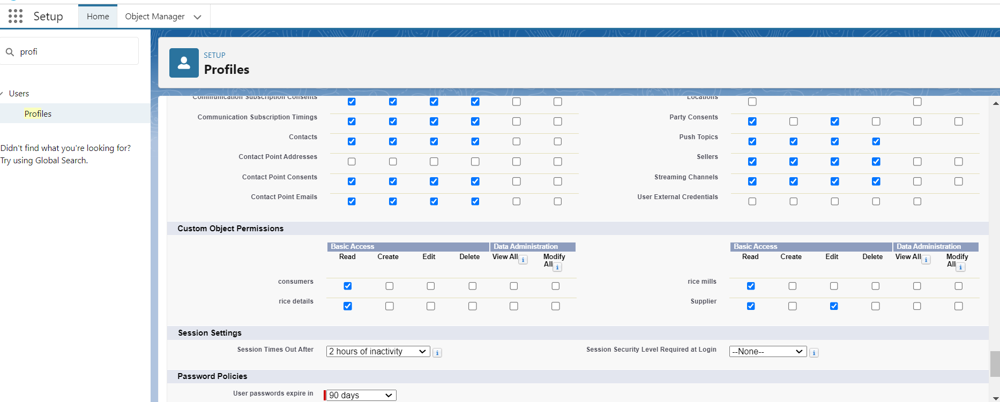 Setup
Home
Object Manager
profi
SETUP
Profiles
Users
Profiles
Didn't find what you're looking for?
Try using Global Search.
Communication Subscription Consents
Locations
Communication Subscription Timings
Party Consents
Contacts
Push Topics
Contact Point Addresses
Sellers
Contact Point Consents
Streaming Channels
Contact Point Emails
User External Credentials
Custom Object Permissions
Basic Access Data Administration
Basic Access Data Administration
Read Create Edit Delete View All i Modify All i
Read Create Edit Delete View All i Modify All i
consumers
rice mills
rice details
Supplier
Session Settings
Session Times Out After 2 hours of inactivity i
Session Security Level Required at Login --None-- i
Password Policies
User passwords expire in 90 days